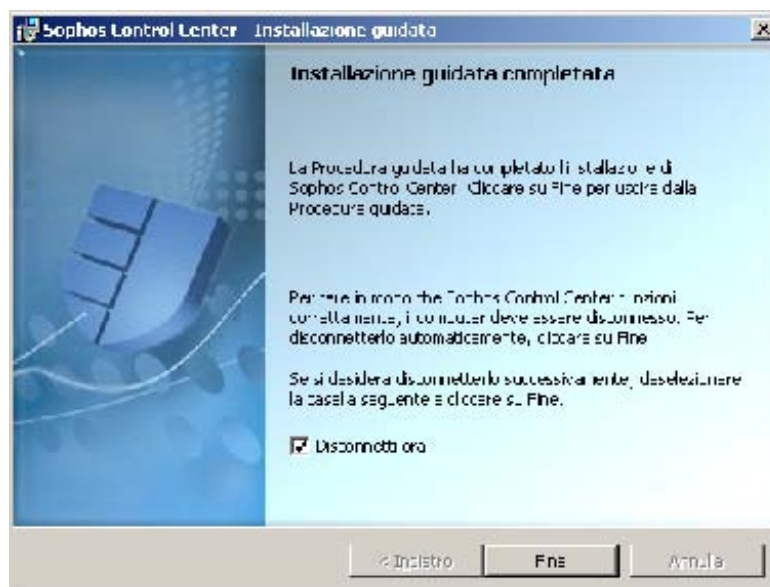 Sophos Control Center Installazione guidata
Installazione guidata completata
La Procedura guidata ha completato l'installazione di
Sophos Control Center. Cliccare su Fine per uscire dalla
Procedura guidata.
Per fare in modo che Sophos Control Center funzioni
correttamente, il computer deve essere disconnesso. Per
disconnetterlo automaticamente, cliccare su Fine
Se si desidera disconnetterlo successivamente, deselezionare
la casella seguente e cliccare su Fine.
Disconnetti ora
< Indietro
Fine
Annulla